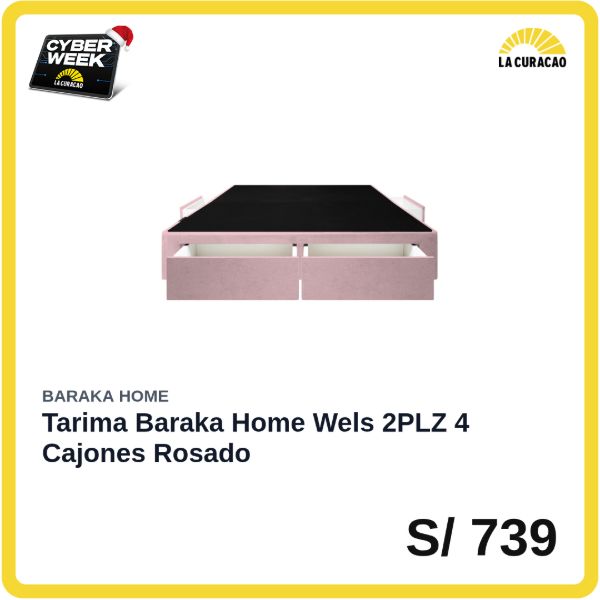 CYBER
WEEK
LA CURACAO
LA CURACAO
BARAKA HOME
Tarima Baraka Home Wels 2PLZ 4
Cajones Rosado
S/ 739